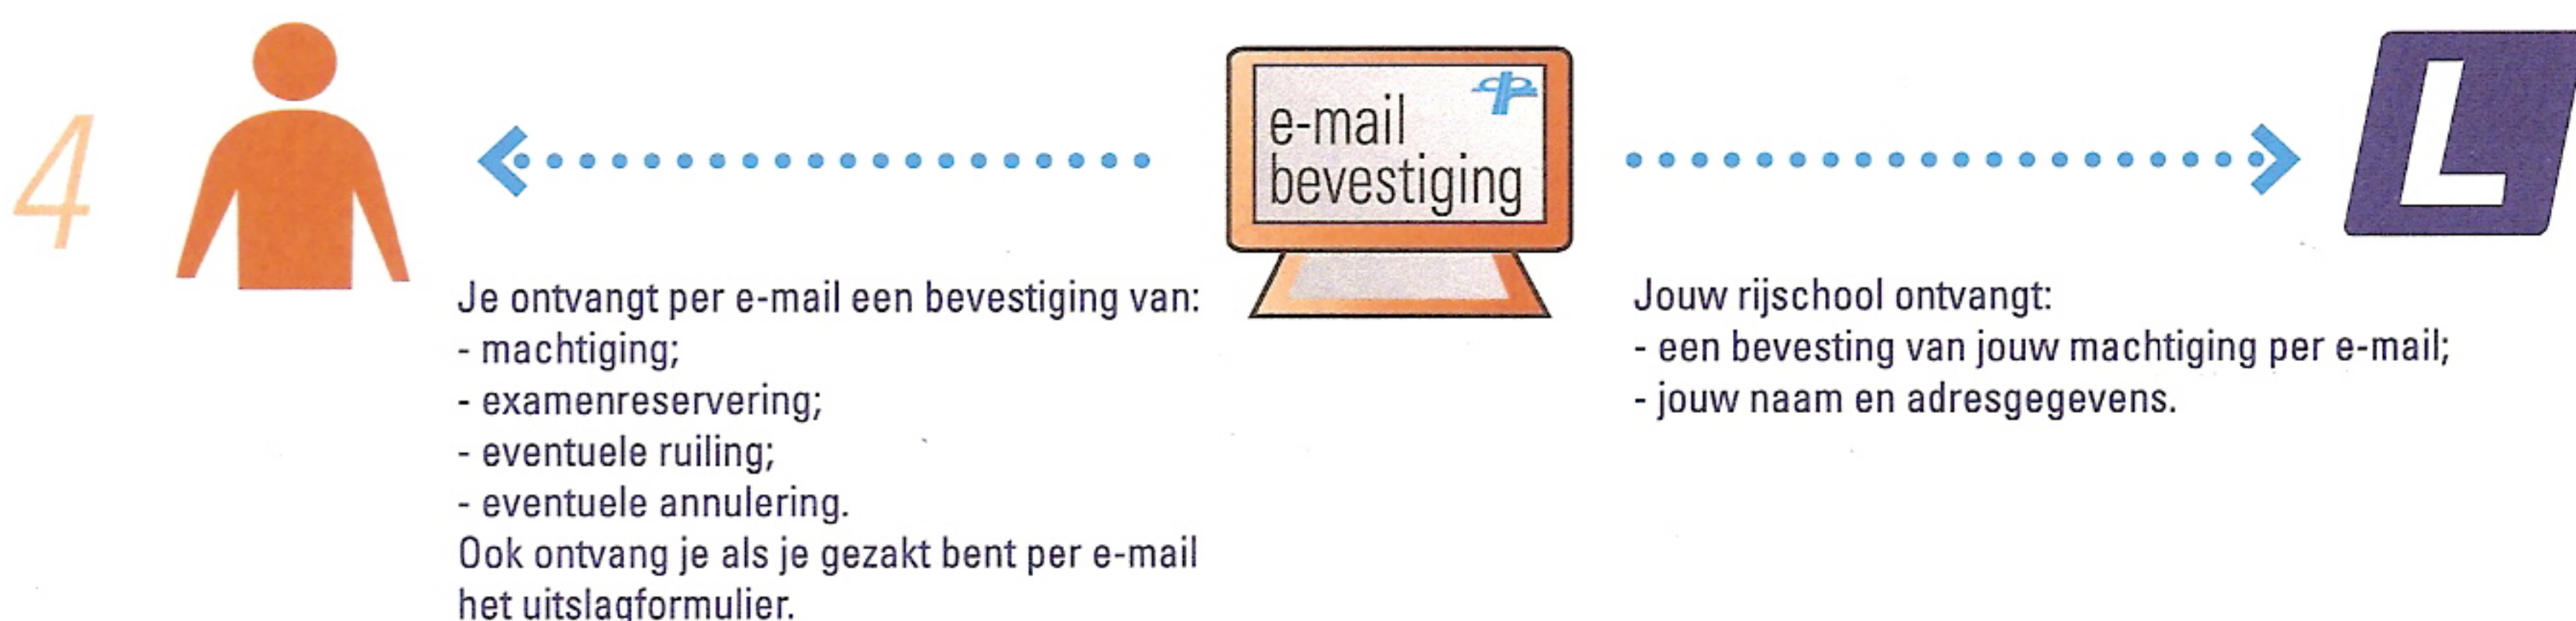 4
e-mail
bevestiging
L
Je ontvangt per e-mail een bevestiging van:
- machtiging;
- examenreservering;
- eventuele ruiling;
- eventuele annulering.
Ook ontvang je als je gezakt bent per e-mail
het uitslagformulier.
Jouw rijschool ontvangt:
- een bevesting van jouw machtiging per e-mail;
- jouw naam en adresgegevens.